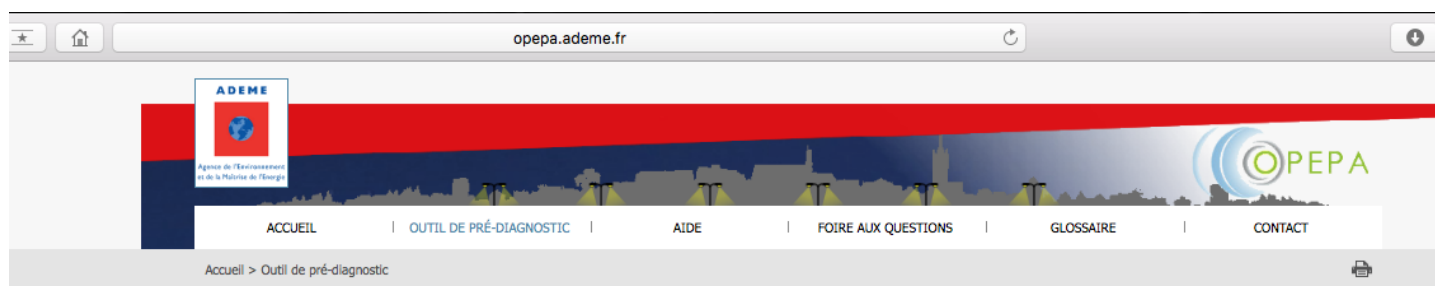 opepa.ademe.fr
ADEME
Agence de l'Environnement
et de la Maîtrise de l'Energie
OPEPA
ACCUEIL | OUTIL DE PRÉ-DIAGNOSTIC | AIDE | FOIRE AUX QUESTIONS | GLOSSAIRE | CONTACT
Accueil > Outil de pré-diagnostic